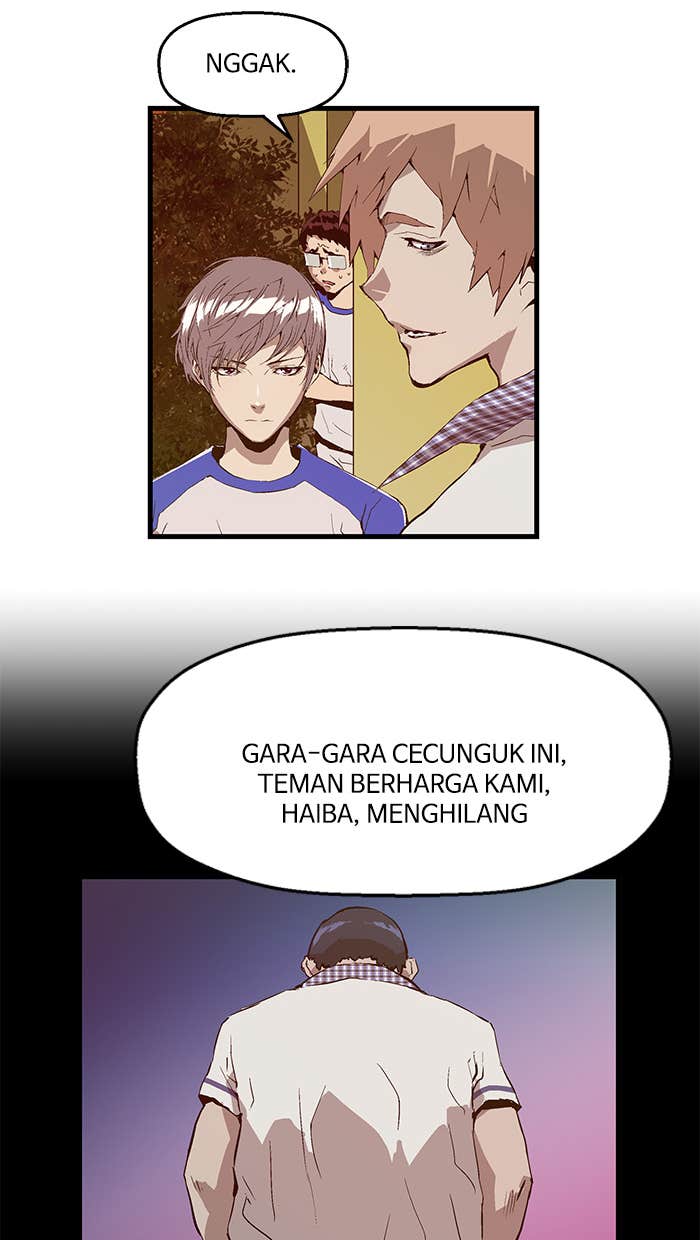 NGGAK.
GARA-GARA CECUNGUK INI,
TEMAN BERHARGA KAMI,
HAIBA, MENGHILANG